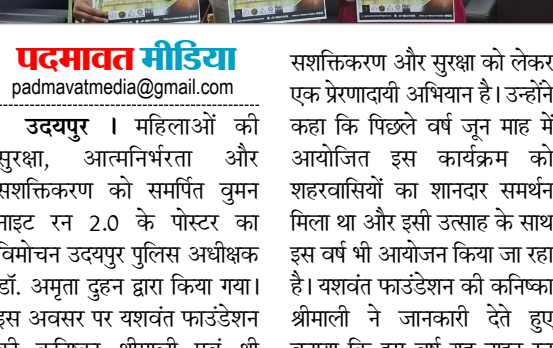 पदमावत मीडिया
padmavatmedia@gmail.com
उदयपुर । महिलाओं की
सुरक्षा, आत्मनिर्भरता और
सशक्तिकरण को समर्पित वुमन
नाइट रन 2.0 के पोस्टर का
विमोचन उदयपुर पुलिस अधीक्षक
डॉ. अमृता दुहन द्वारा किया गया।
इस अवसर पर यशवंत फाउंडेशन
सशक्तिकरण और सुरक्षा को लेकर
एक प्रेरणादायी अभियान है। उन्होंने
कहा कि पिछले वर्ष जून माह में
आयोजित इस कार्यक्रम को
शहरवासियों का शानदार समर्थन
मिला था और इसी उत्साह के साथ
इस वर्ष भी आयोजन किया जा रहा
है। यशवंत फाउंडेशन की कनिष्का
श्रीमाली ने जानकारी देते हुए